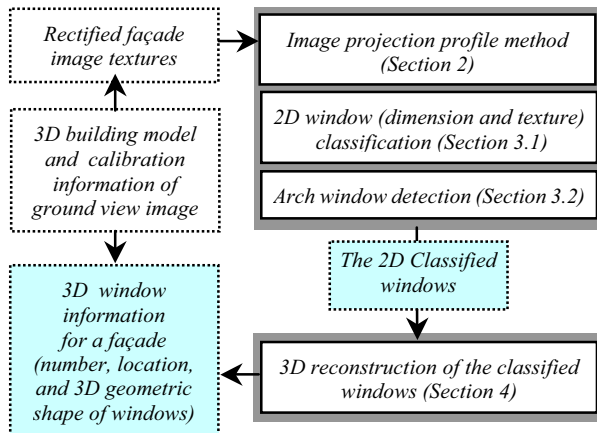 Rectified façade
image textures
Image projection profile method
(Section 2)
3D building model
and calibration
information of
ground view image
2D window (dimension and texture)
classification (Section 3.1)
Arch window detection (Section 3.2)
The 2D Classified
windows
3D window
information
for a façade
(number, location,
and 3D geometric
shape of windows)
3D reconstruction of the classified
windows (Section 4)